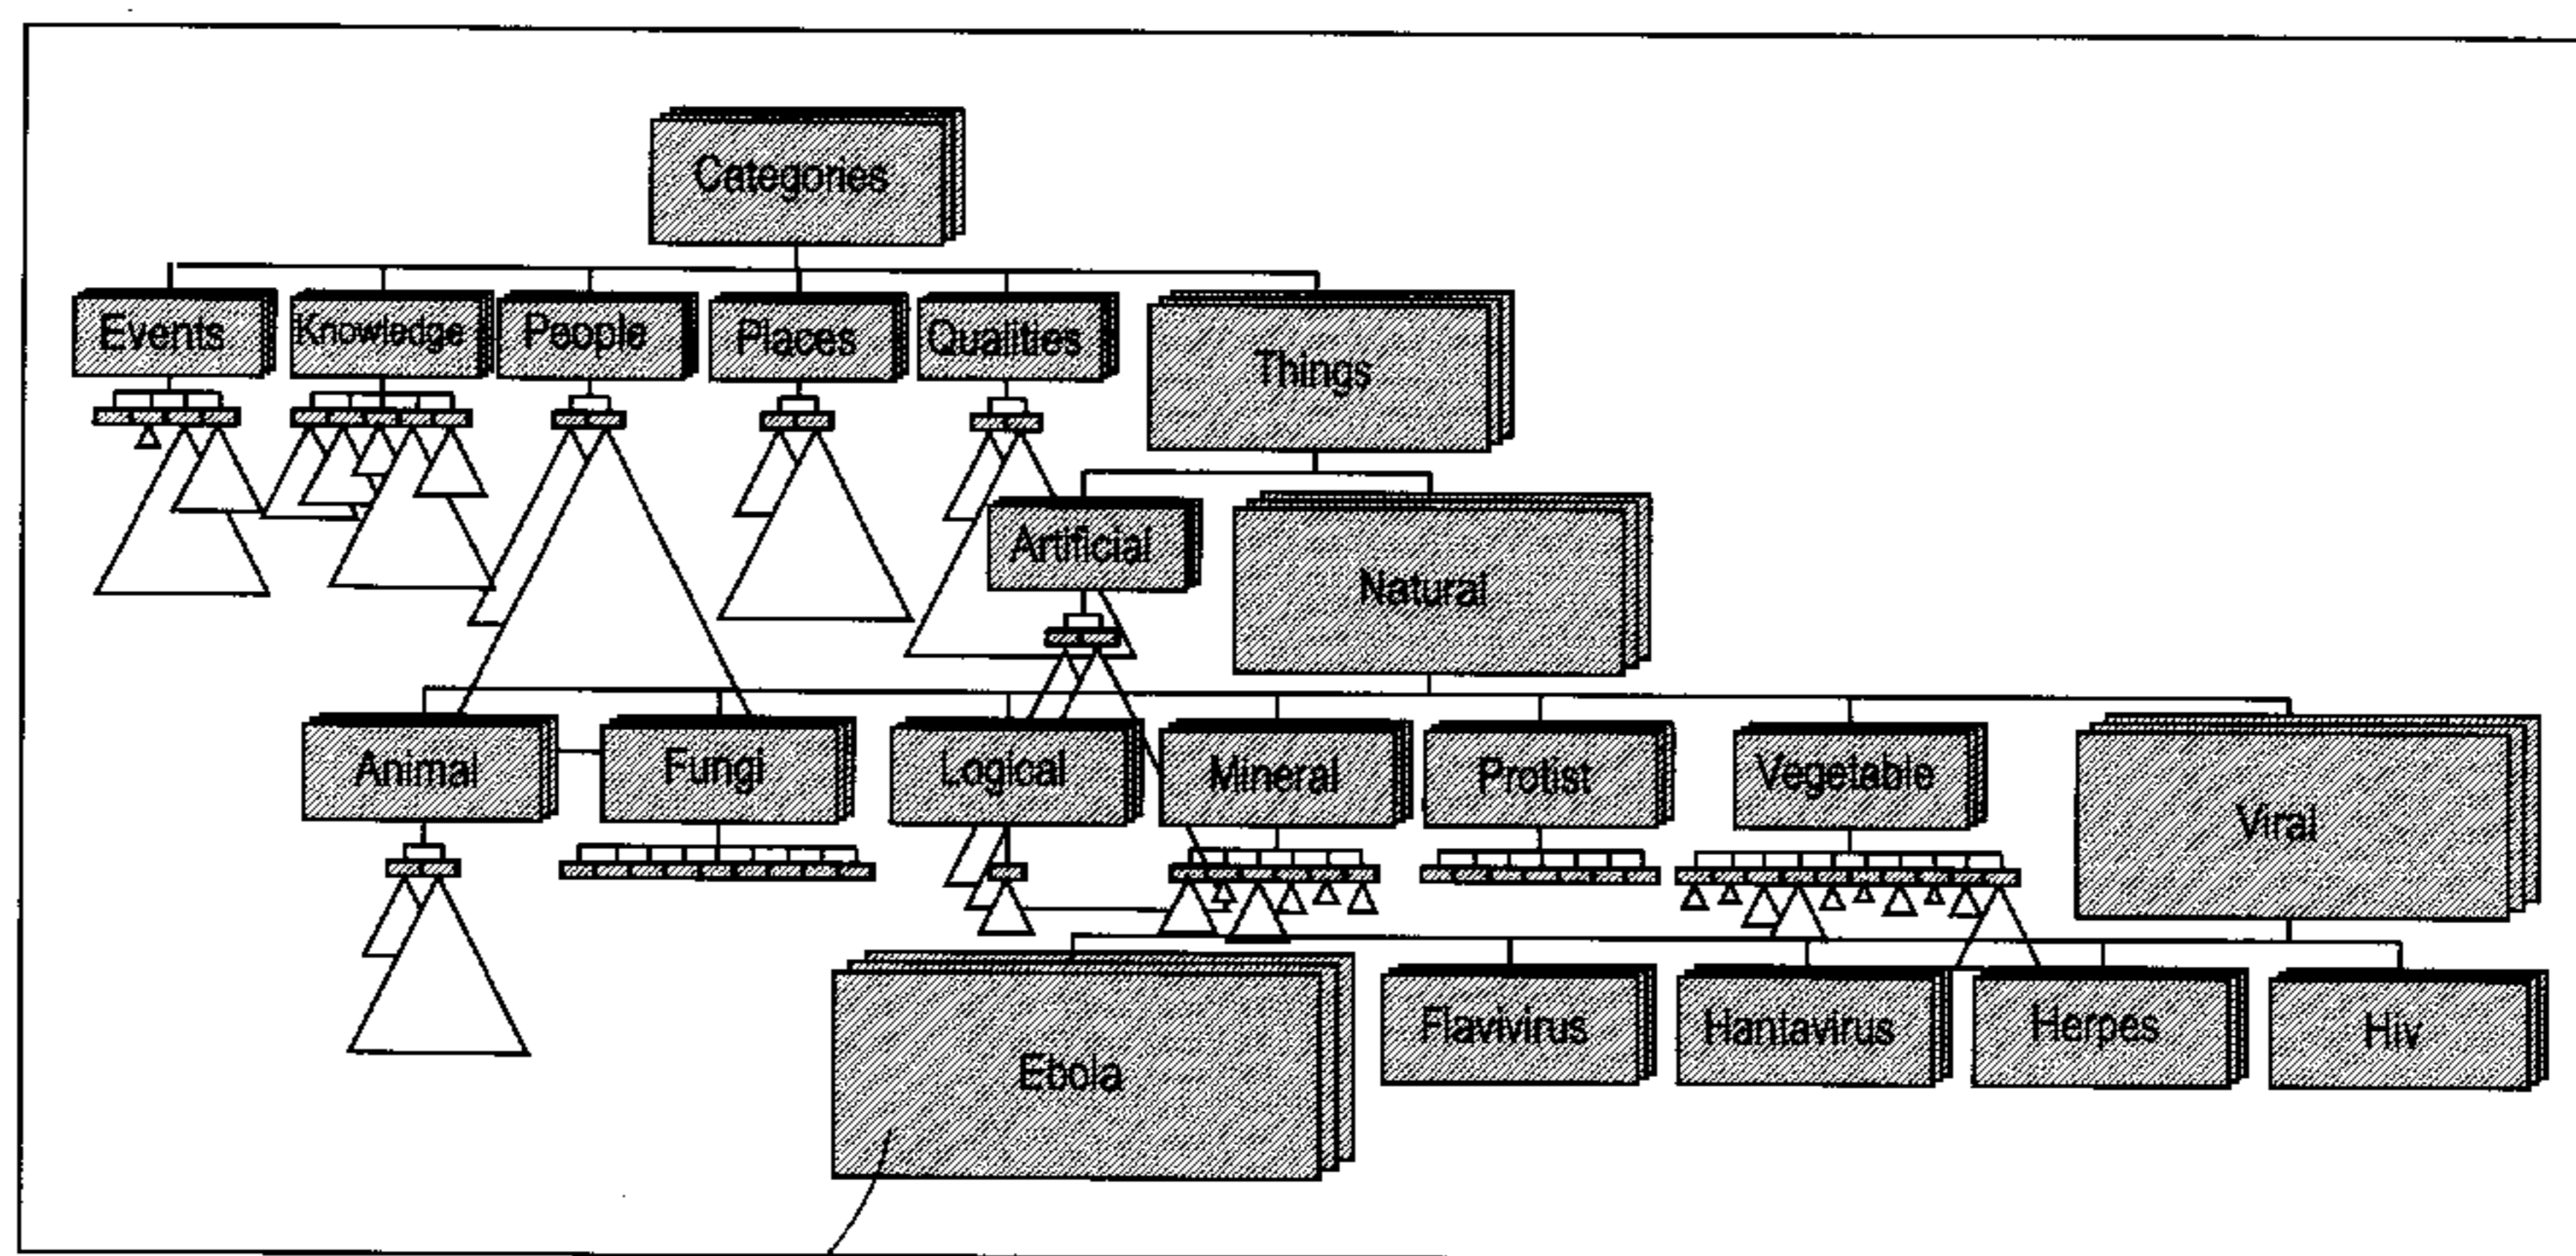 Categories
Events
Knowledge
People
Places
Qualities
Things
Artificial
Natural
Animal
Fungi
Logical
Mineral
Protist
Vegetable
Viral
Ebola
Flavivirus
Hantavirus
Herpes
Hiv